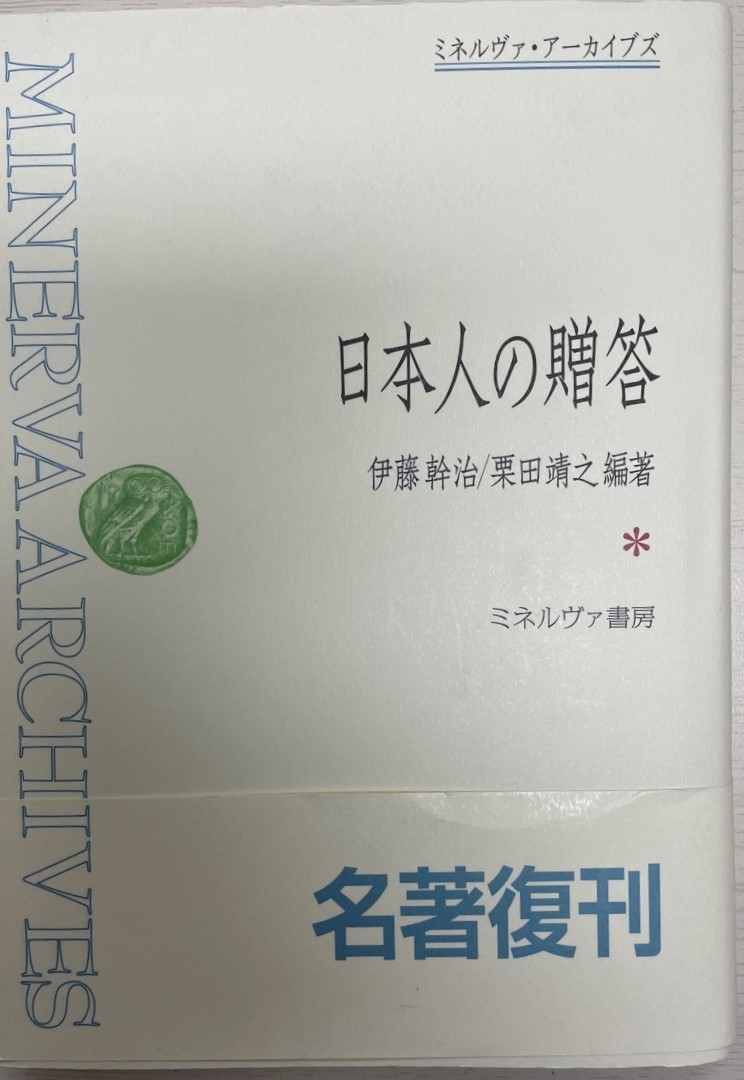 ミネルヴァ・アーカイブズ
MINERVA ARCHIVES
日本人の贈答
伊藤幹治/栗田靖之編著
*
ミネルヴァ書房
名著復刊